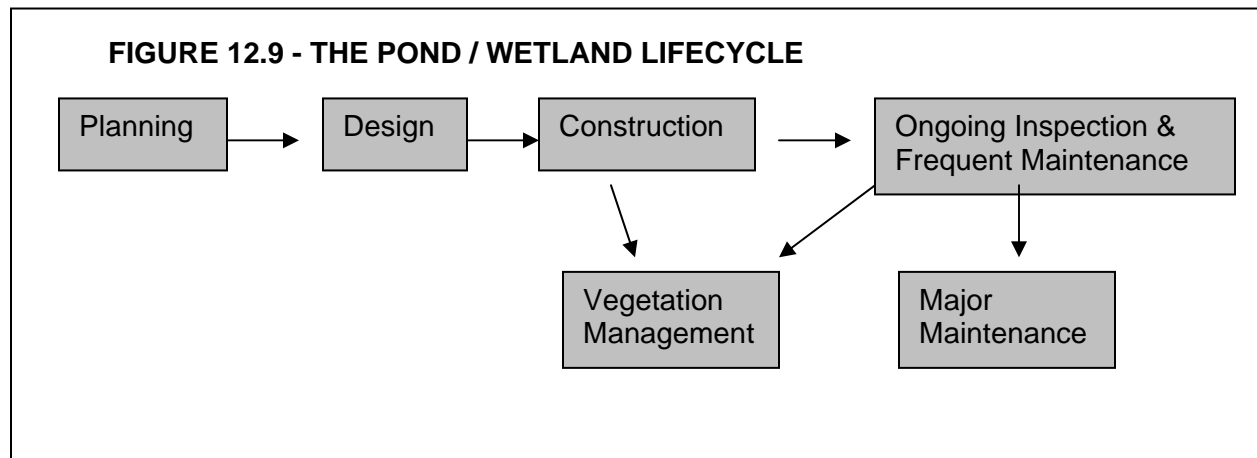 FIGURE 12.9 - THE POND / WETLAND LIFECYCLE
Planning
Design
Construction
Ongoing Inspection &
Frequent Maintenance
Vegetation
Management
Major
Maintenance